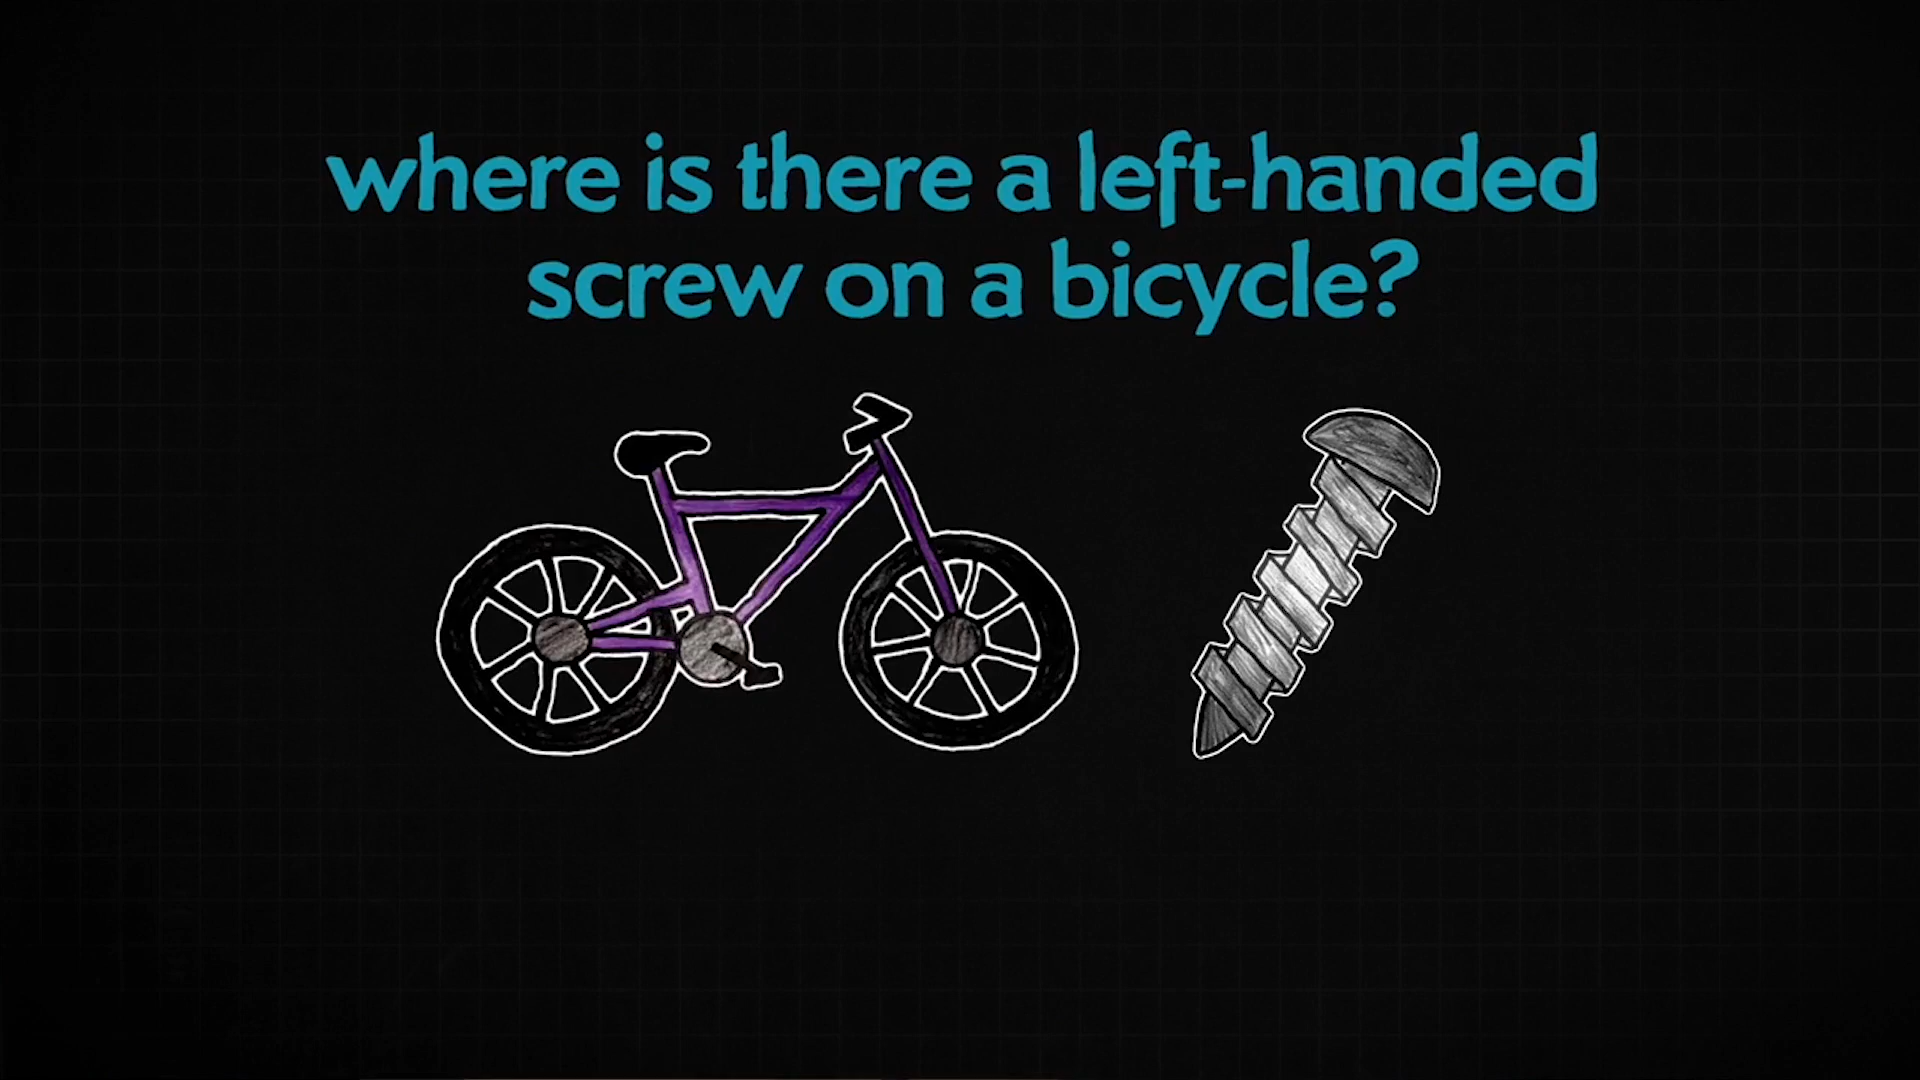 where is there a left-handed
screw on a bicycle?